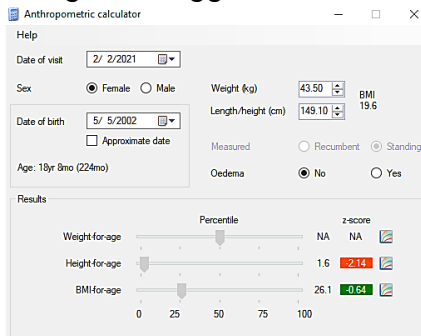 Anthropometric calculator
Help
Date of visit 2/ 2/2021
Sex Female Male Weight (kg) 43.50 BMI
Length/height (cm) 149.10 19.6
Date of birth 5/ 5/2002
Approximate date
Measured Recumbent Standing
Age: 18yr 8mo (224mo) Oedema No Yes
Results
Percentile z-score
Weight-for-age NA NA
Height-for-age 1.6 -2.14
BMI-for-age 26.1 -0.64
0 25 50 75 100